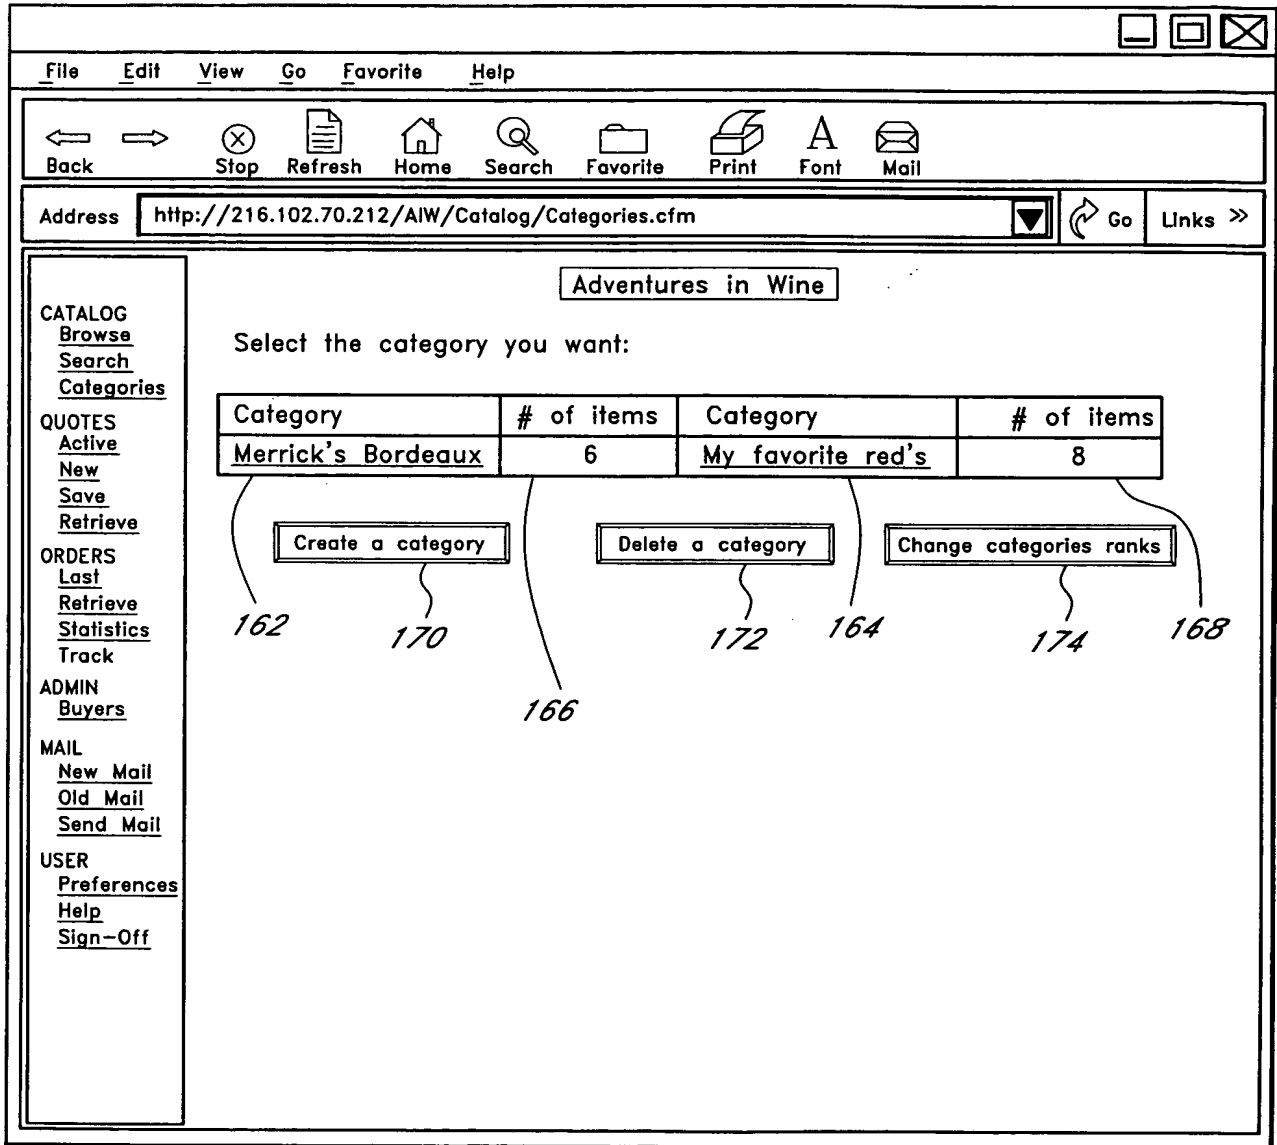 File Edit View Go Favorite Help
Back Stop Refresh Home Search Favorite Print A Font Mail
Address http://216.102.70.212/AIW/Catalog/Categories.cfm Go Links >>
Adventures in Wine
Select the category you want:
Category # of items Category # of items
Merrick's Bordeaux 6 My favorite red's 8
Create a category Delete a category Change categories ranks
162 170 172 164 174 168
166
CATALOG
Browse
Search
Categories
QUOTES
Active
New
Save
Retrieve
ORDERS
Last
Retrieve
Statistics
Track
ADMIN
Buyers
MAIL
New Mail
Old Mail
Send Mail
USER
Preferences
Help
Sign-Off